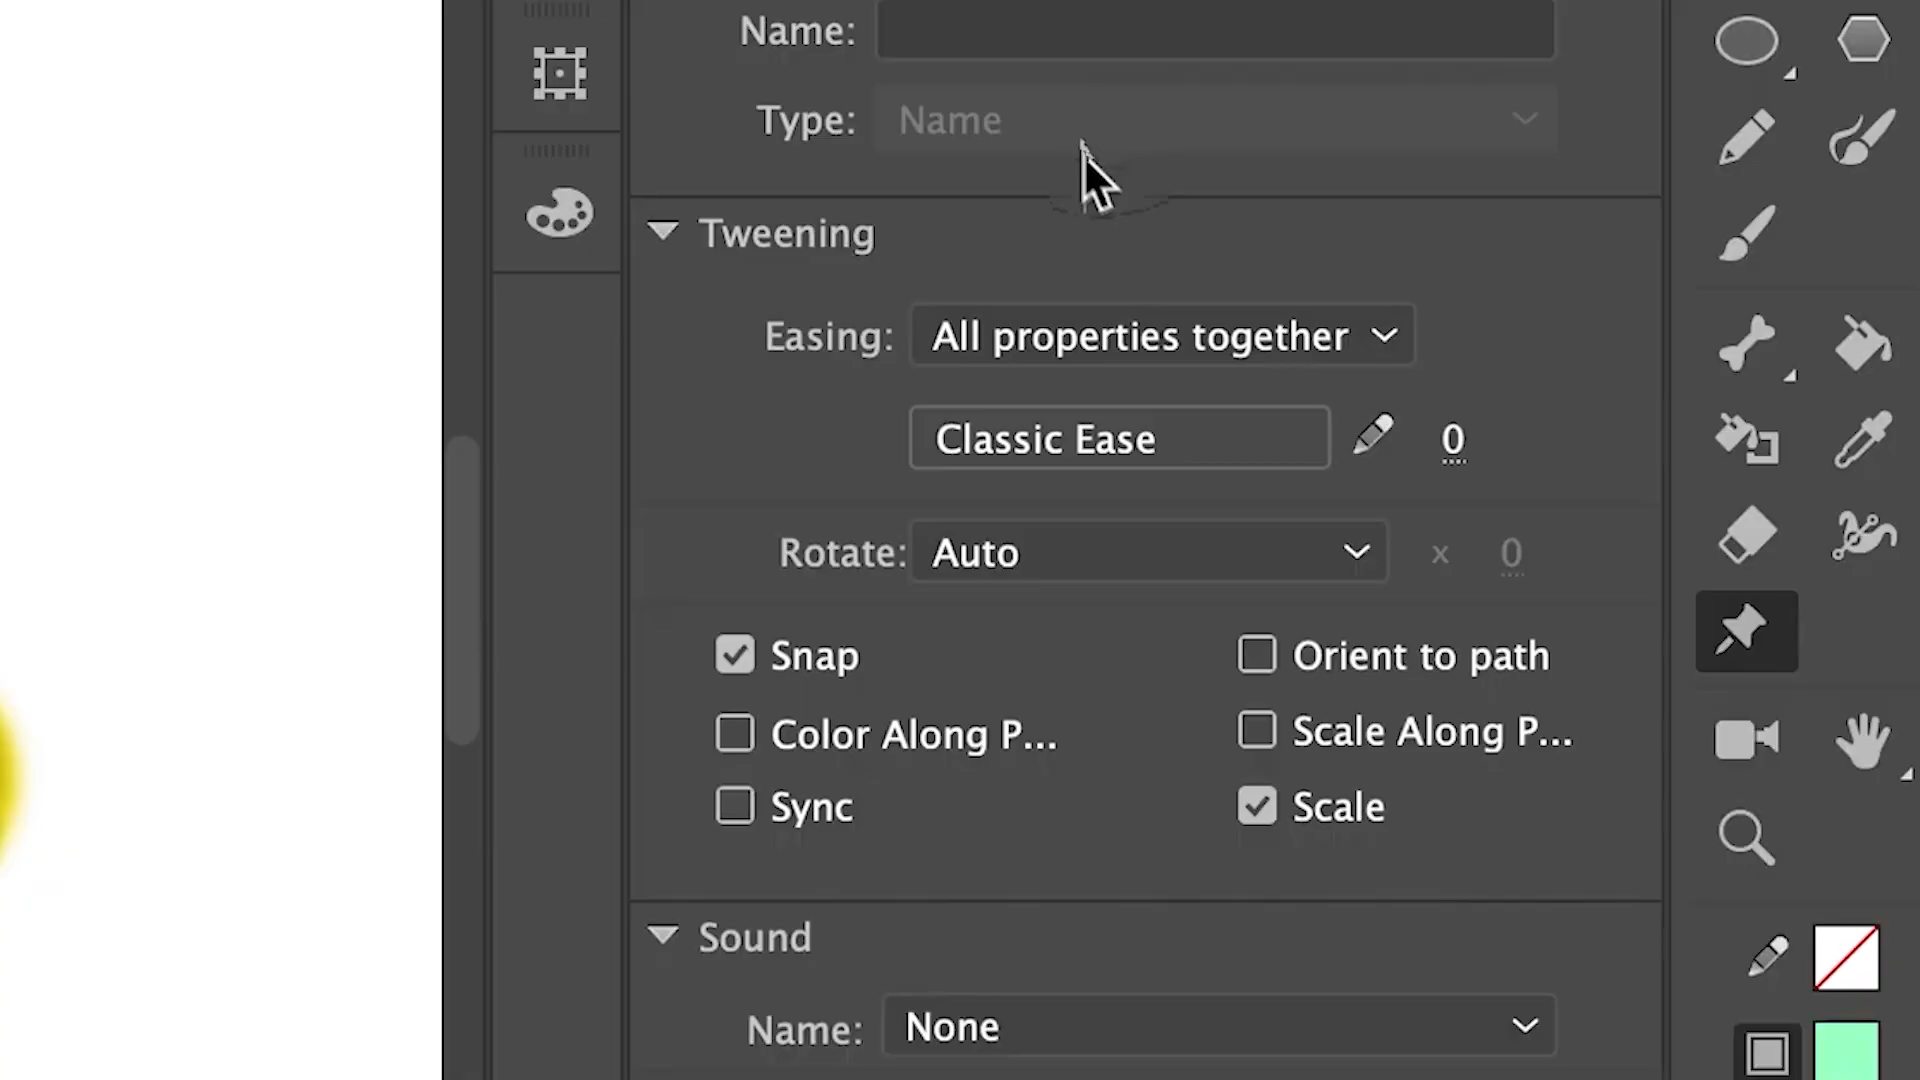 Name:
Type: Name
Tweening
Easing: All properties together
Classic Ease 0
Rotate: Auto x 0
Snap Orient to path
Color Along P... Scale Along P...
Sync Scale
Sound
Name: None